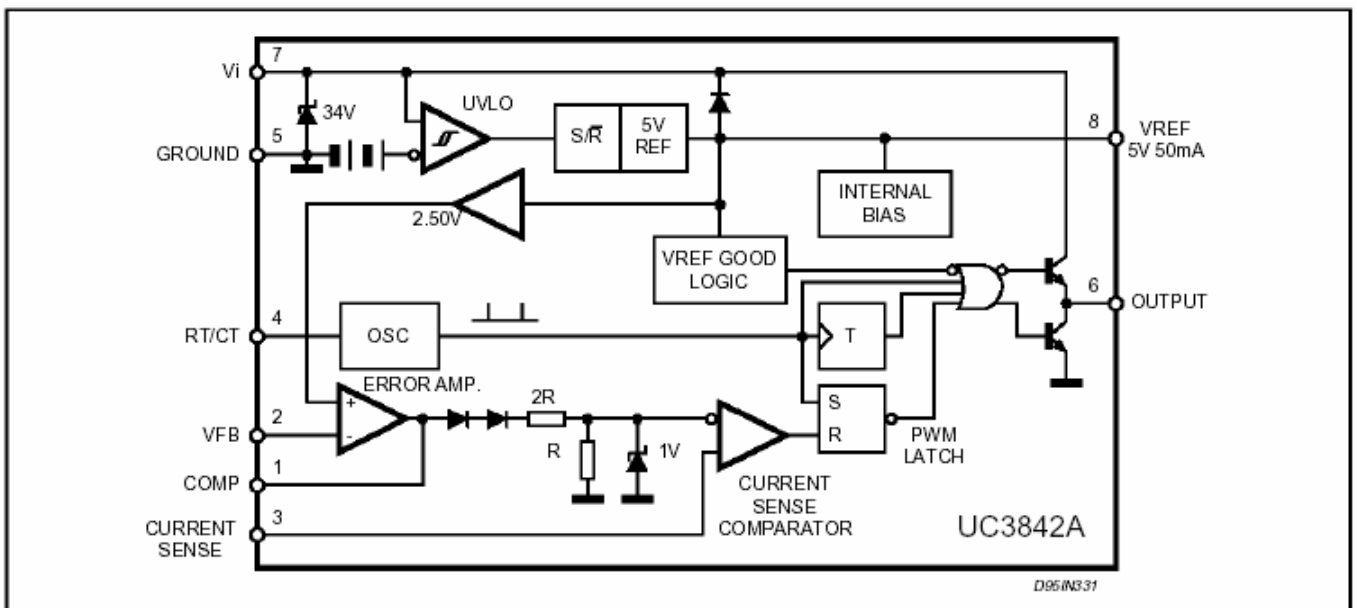 7
Vi
34V
UVLO
S/R̅
5V
REF
8
VREF
5V 50mA
5
GROUND
INTERNAL
BIAS
2.50V
VREF GOOD
LOGIC
6
OUTPUT
4
RT/CT
OSC
T
ERROR AMP.
+
-
2R
S
R
2
VFB
R
1V
PWM
LATCH
1
COMP
CURRENT
SENSE
COMPARATOR
3
CURRENT
SENSE
UC3842A
D95IN331